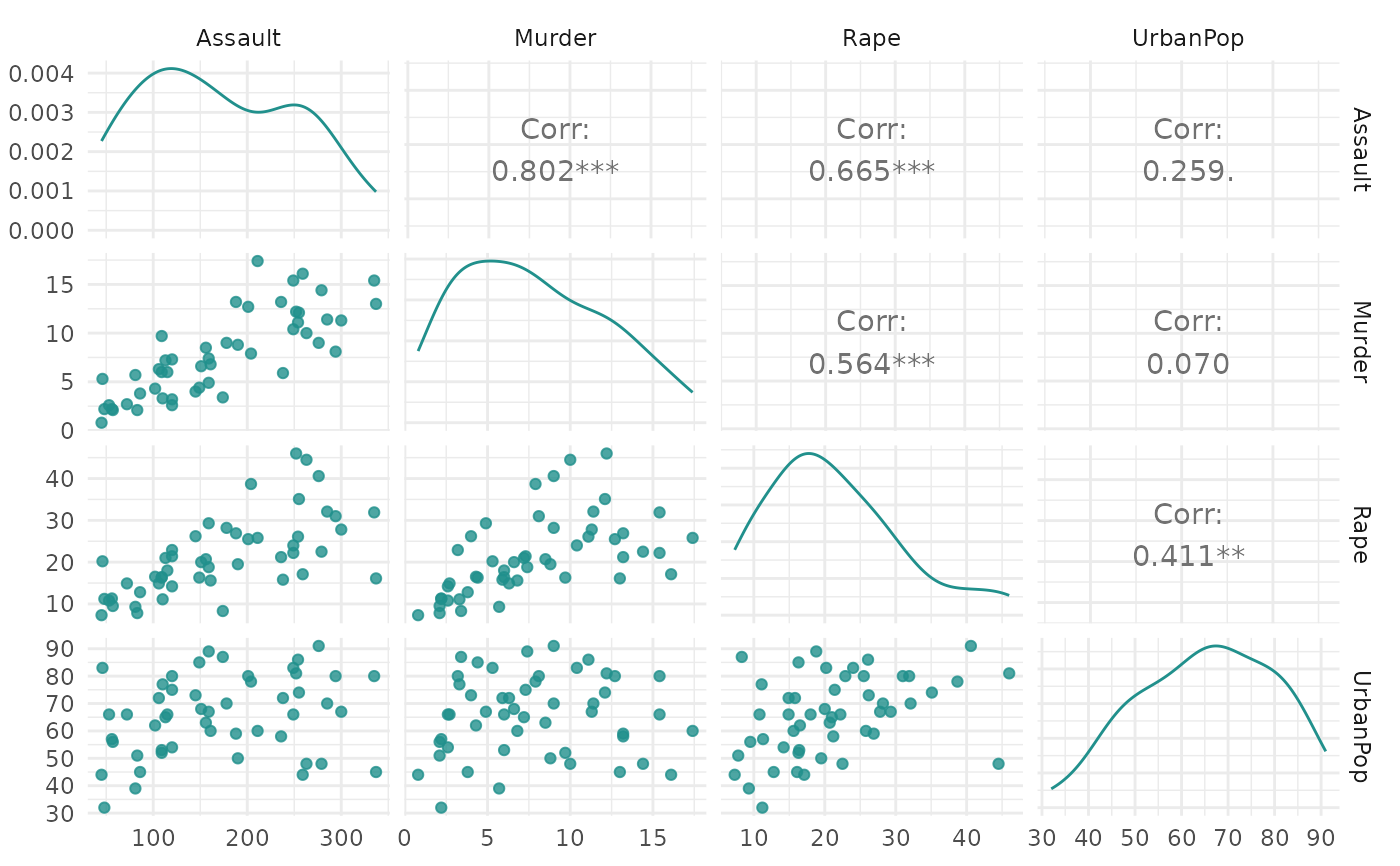 Assault Murder Rape UrbanPop
0.004
0.003
0.002
0.001
0.000
Corr:
0.802***
Corr:
0.665***
Corr:
0.259.
Assault
15
10
5
0
Corr:
0.564***
Corr:
0.070
Murder
40
30
20
10
Corr:
0.411**
Rape
90
80
70
60
50
40
30
UrbanPop
100 200 300 0 5 10 15 10 20 30 40 30 40 50 60 70 80 90